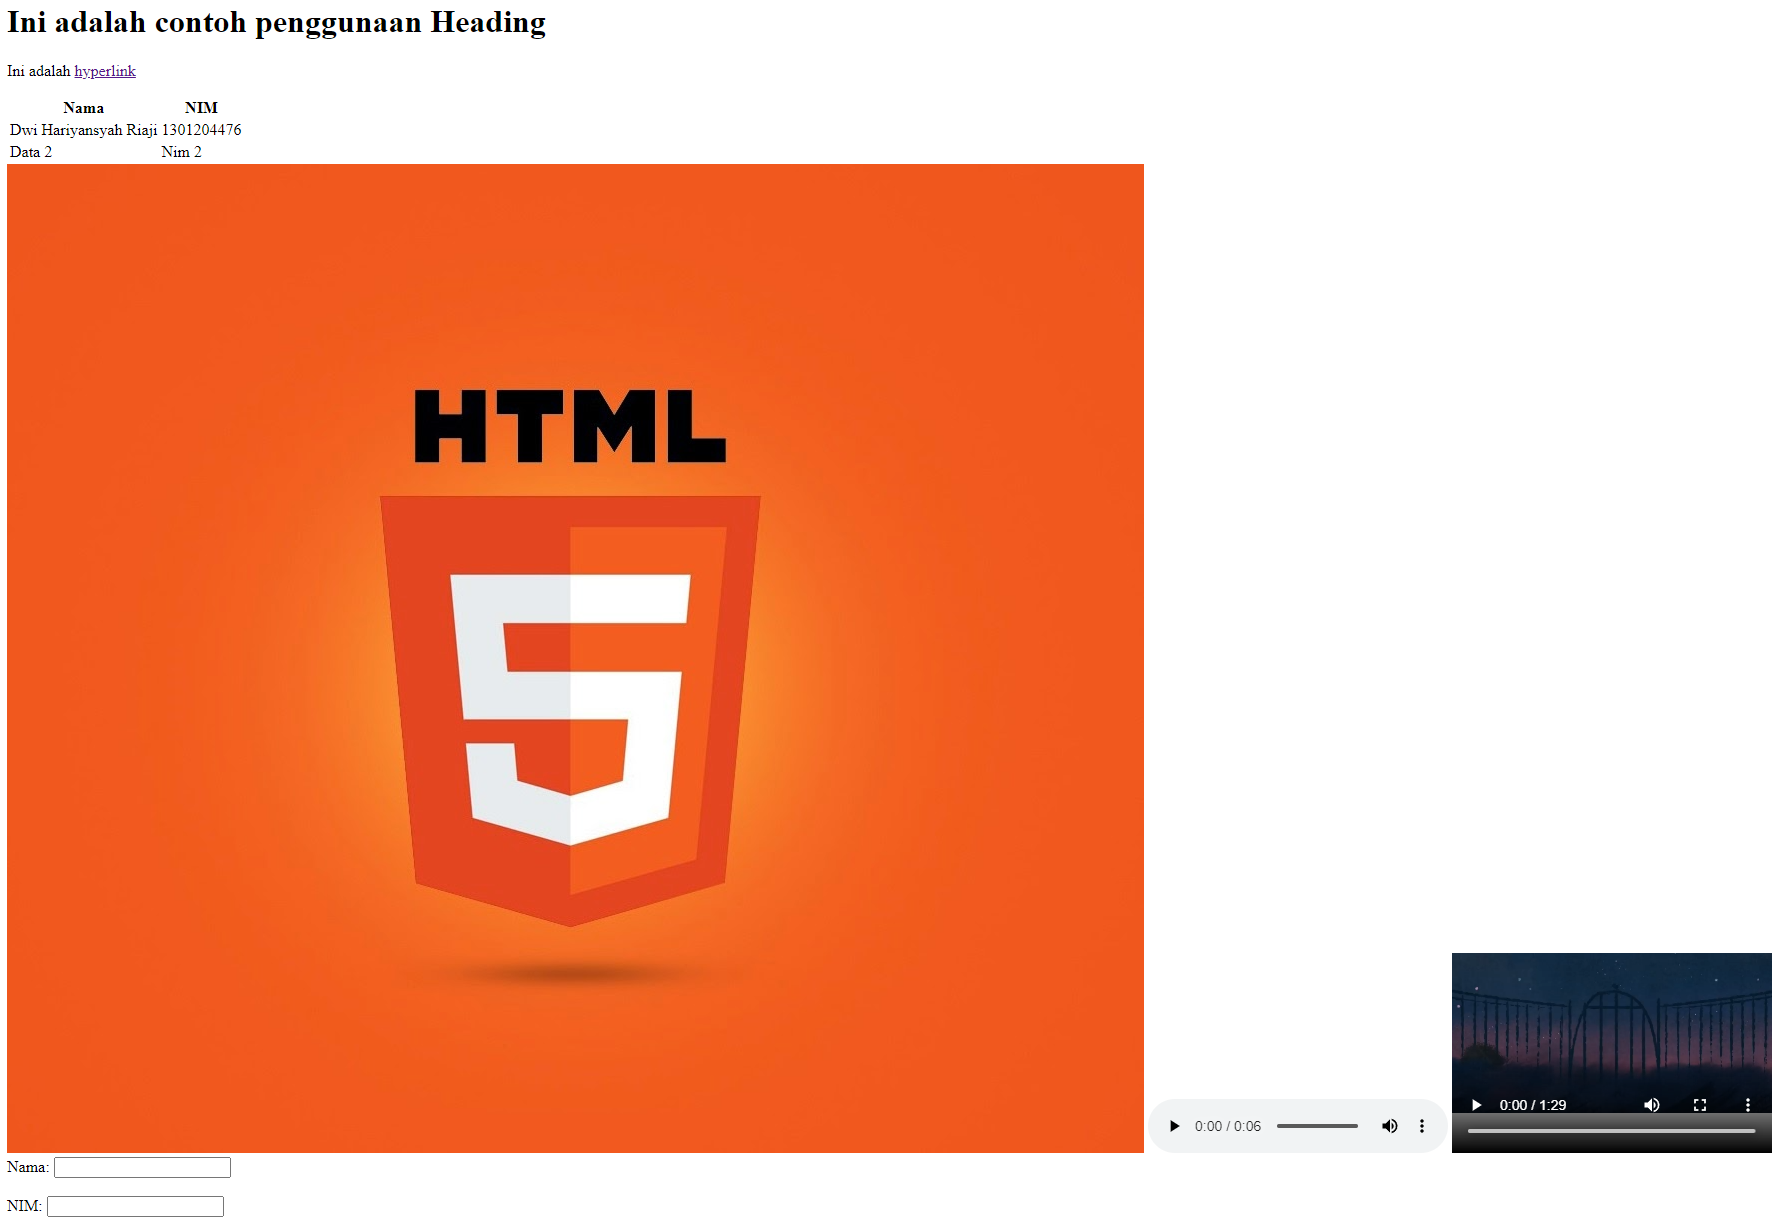 Ini adalah contoh penggunaan Heading
Ini adalah hyperlink
Nama NIM
Dwi Hariyansyah Riaji 1301204476
Data 2 Nim 2
HTML
5
0:00 / 0:06
0:00 / 1:29
Nama:
NIM: